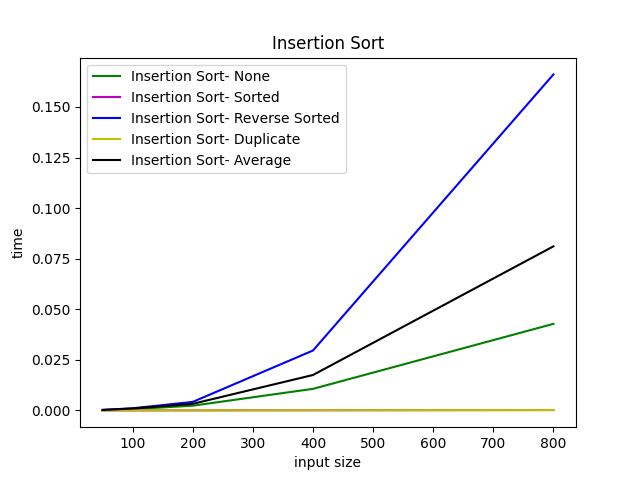 Insertion Sort
Insertion Sort- None
Insertion Sort- Sorted
Insertion Sort- Reverse Sorted
Insertion Sort- Duplicate
Insertion Sort- Average
0.150
0.125
0.100
0.075
0.050
0.025
0.000
time
100 200 300 400 500 600 700 800
input size